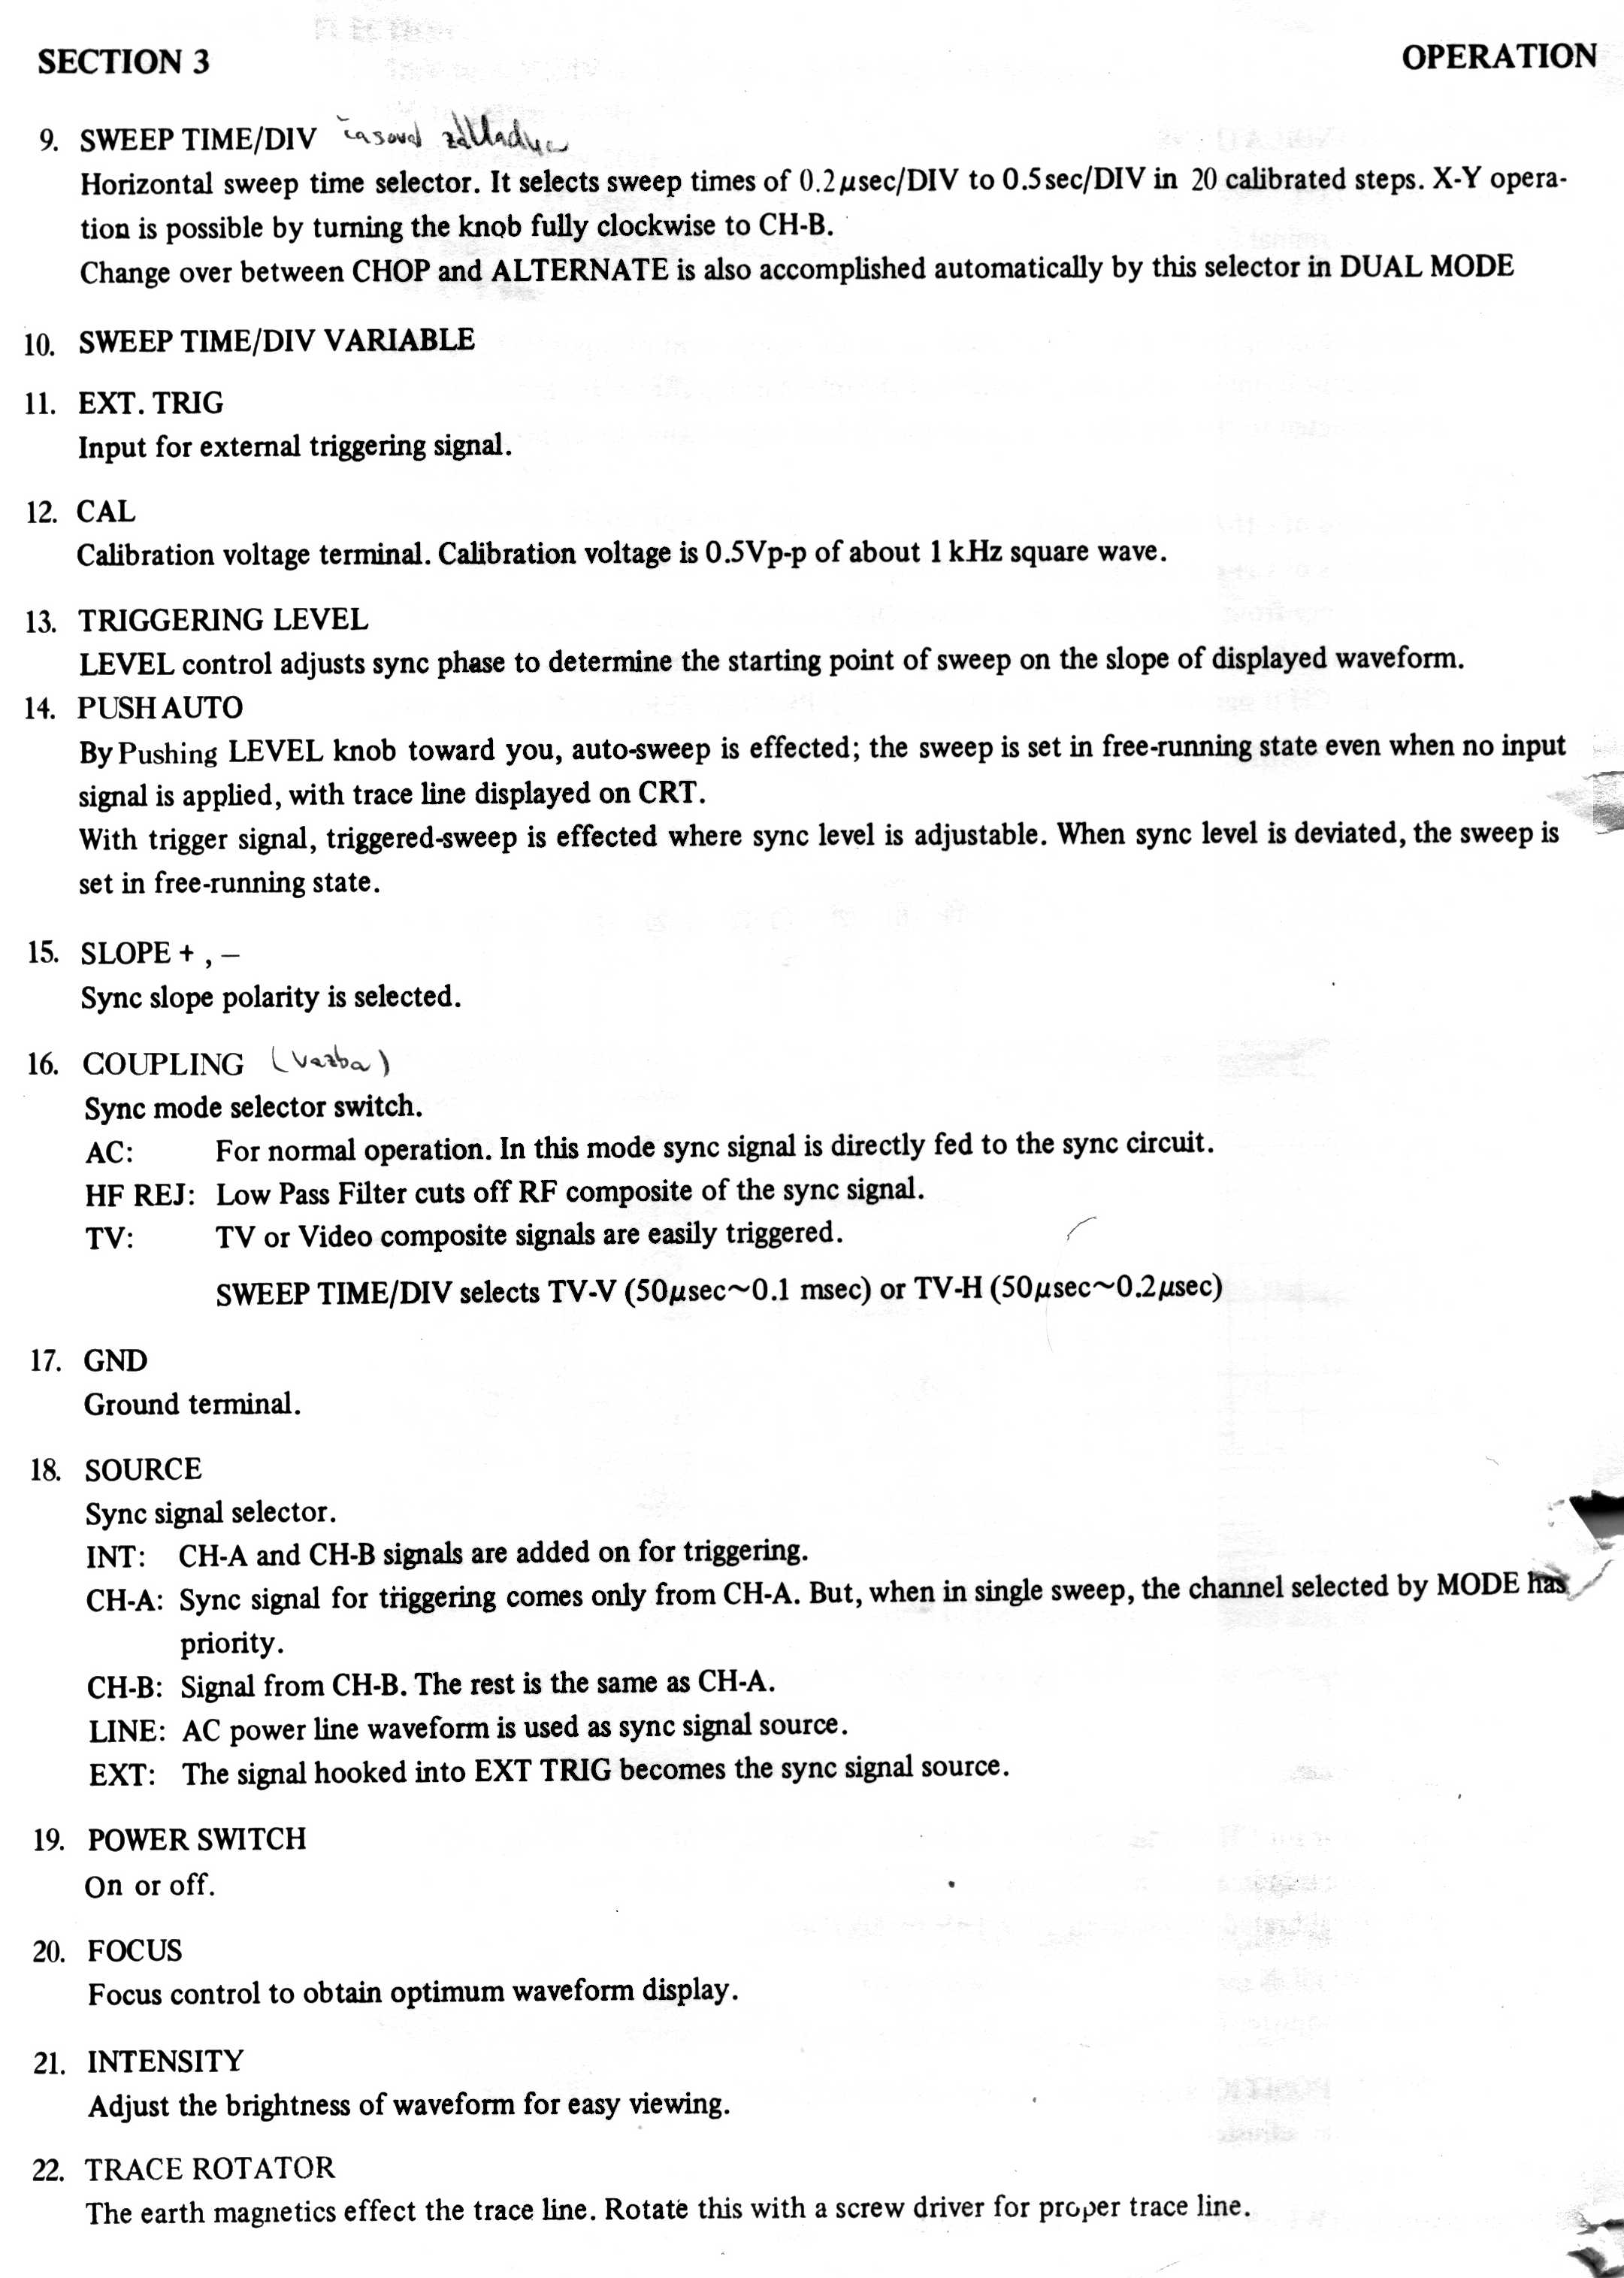 SECTION 3
OPERATION
9. SWEEP TIME/DIV časová
Horizontal sweep time selector. It selects sweep times of 0.2μsec/DIV to 0.5sec/DIV in 20 calibrated steps. X-Y opera-
tion is possible by turning the knob fully clockwise to CH-B.
Change over between CHOP and ALTERNATE is also accomplished automatically by this selector in DUAL MODE
10. SWEEP TIME/DIV VARIABLE
11. EXT. TRIG
Input for external triggering signal.
12. CAL
Calibration voltage terminal. Calibration voltage is 0.5Vp-p of about 1 kHz square wave.
13. TRIGGERING LEVEL
LEVEL control adjusts sync phase to determine the starting point of sweep on the slope of displayed waveform.
14. PUSH AUTO
By Pushing LEVEL knob toward you, auto-sweep is effected; the sweep is set in free-running state even when no input
signal is applied, with trace line displayed on CRT.
With trigger signal, triggered-sweep is effected where sync level is adjustable. When sync level is deviated, the sweep is
set in free-running state.
15. SLOPE + , –
Sync slope polarity is selected.
16. COUPLING (vazba)
Sync mode selector switch.
AC: For normal operation. In this mode sync signal is directly fed to the sync circuit.
HF REJ: Low Pass Filter cuts off RF composite of the sync signal.
TV: TV or Video composite signals are easily triggered.
SWEEP TIME/DIV selects TV-V (50μsec~0.1 msec) or TV-H (50μsec~0.2μsec)
17. GND
Ground terminal.
18. SOURCE
Sync signal selector.
INT: CH-A and CH-B signals are added on for triggering.
CH-A: Sync signal for triggering comes only from CH-A. But, when in single sweep, the channel selected by MODE has
priority.
CH-B: Signal from CH-B. The rest is the same as CH-A.
LINE: AC power line waveform is used as sync signal source.
EXT: The signal hooked into EXT TRIG becomes the sync signal source.
19. POWER SWITCH
On or off.
20. FOCUS
Focus control to obtain optimum waveform display.
21. INTENSITY
Adjust the brightness of waveform for easy viewing.
22. TRACE ROTATOR
The earth magnetics effect the trace line. Rotate this with a screw driver for proper trace line.